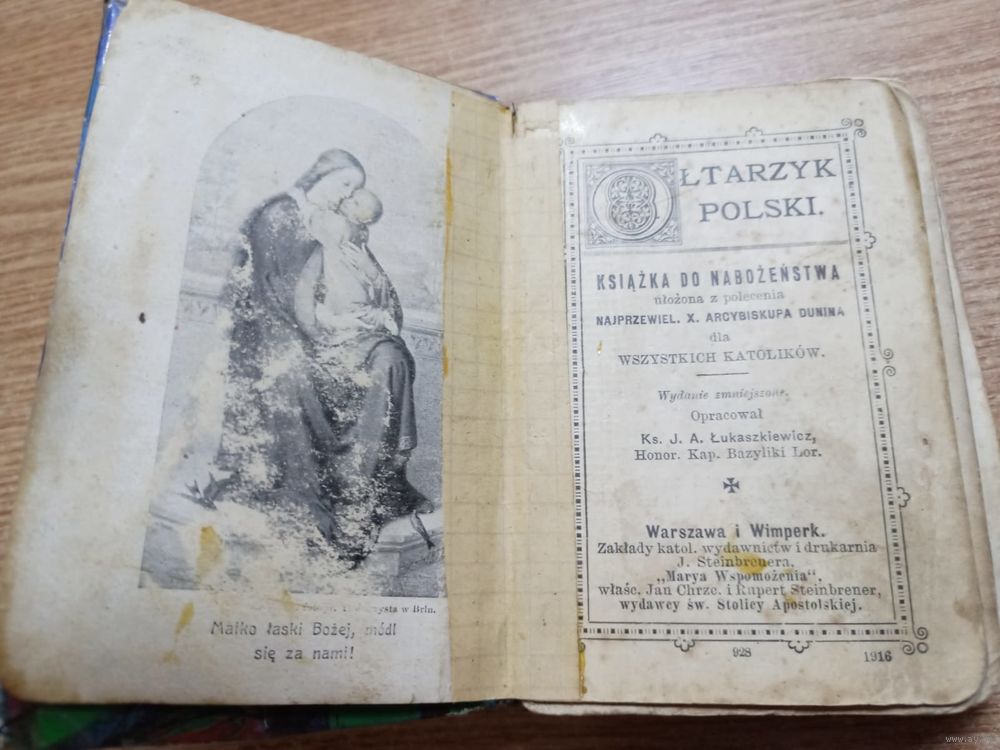 w Brln.
Matko łaski Bożej, módl
się za nami!
OŁTARZYK
POLSKI.
KSIĄŻKA DO NABOŻEŃSTWA
ułożona z polecenia
NAJPRZEWIEL. X. ARCYBISKUPA DUNINA
dla
WSZYSTKICH KATOLIKÓW.
Wydanie zmniejszone.
Opracował
Ks. J. A. Łukaszkiewicz,
Honor. Kap. Bazyliki Lor.
Warszawa i Wimperk.
Zakłady katol. wydawnictw i drukarnia
J. Steinbrenera,
„Marya Wspomożenia",
właśc. Jan Chrzc. i Rupert Steinbrener,
wydawcy św. Stolicy Apostolskiej.
928
1916